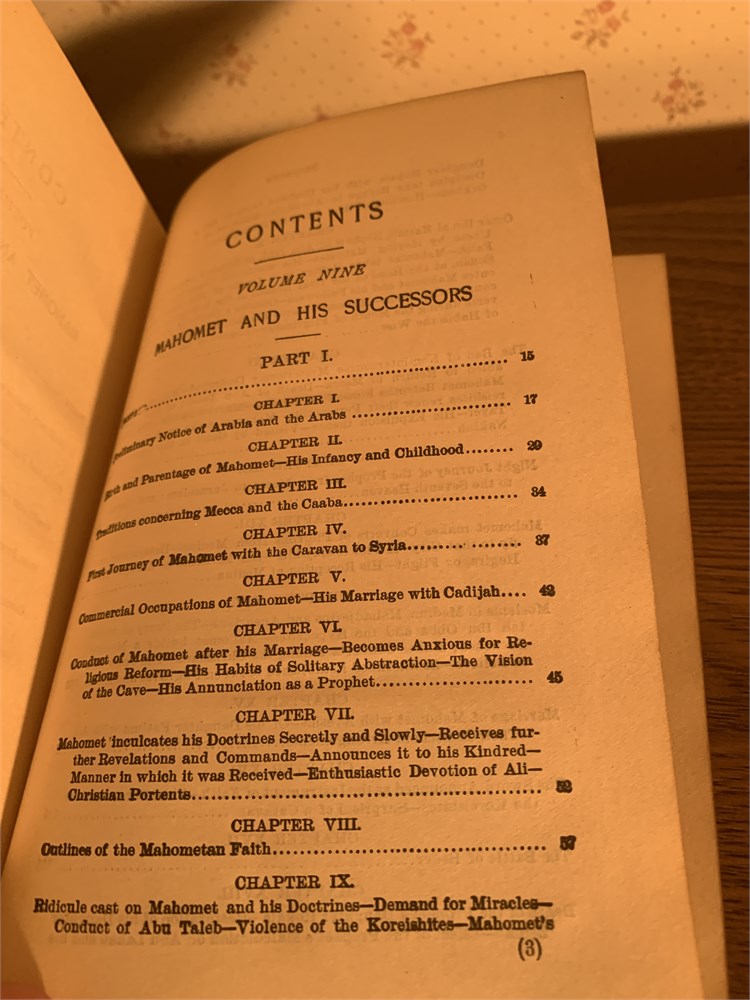 CONTENTS
VOLUME NINE
MAHOMET AND HIS SUCCESSORS
PART I.
.......... 15
CHAPTER I.
Preliminary Notice of Arabia and the Arabs .......... 17
CHAPTER II.
Birth and Parentage of Mahomet—His Infancy and Childhood........ 29
CHAPTER III.
Traditions concerning Mecca and the Caaba.......... 34
CHAPTER IV.
First Journey of Mahomet with the Caravan to Syria.......... 37
CHAPTER V.
Commercial Occupations of Mahomet—His Marriage with Cadijah.... 42
CHAPTER VI.
Conduct of Mahomet after his Marriage—Becomes Anxious for Re-
ligious Reform—His Habits of Solitary Abstraction—The Vision
of the Cave—His Annunciation as a Prophet.......... 45
CHAPTER VII.
Mahomet inculcates his Doctrines Secretly and Slowly—Receives fur-
ther Revelations and Commands—Announces it to his Kindred—
Manner in which it was Received—Enthusiastic Devotion of Ali—
Christian Portents.......... 52
CHAPTER VIII.
Outlines of the Mahometan Faith.......... 57
CHAPTER IX.
Ridicule cast on Mahomet and his Doctrines—Demand for Miracles—
Conduct of Abu Taleb—Violence of the Koreishites—Mahomet's
(3)